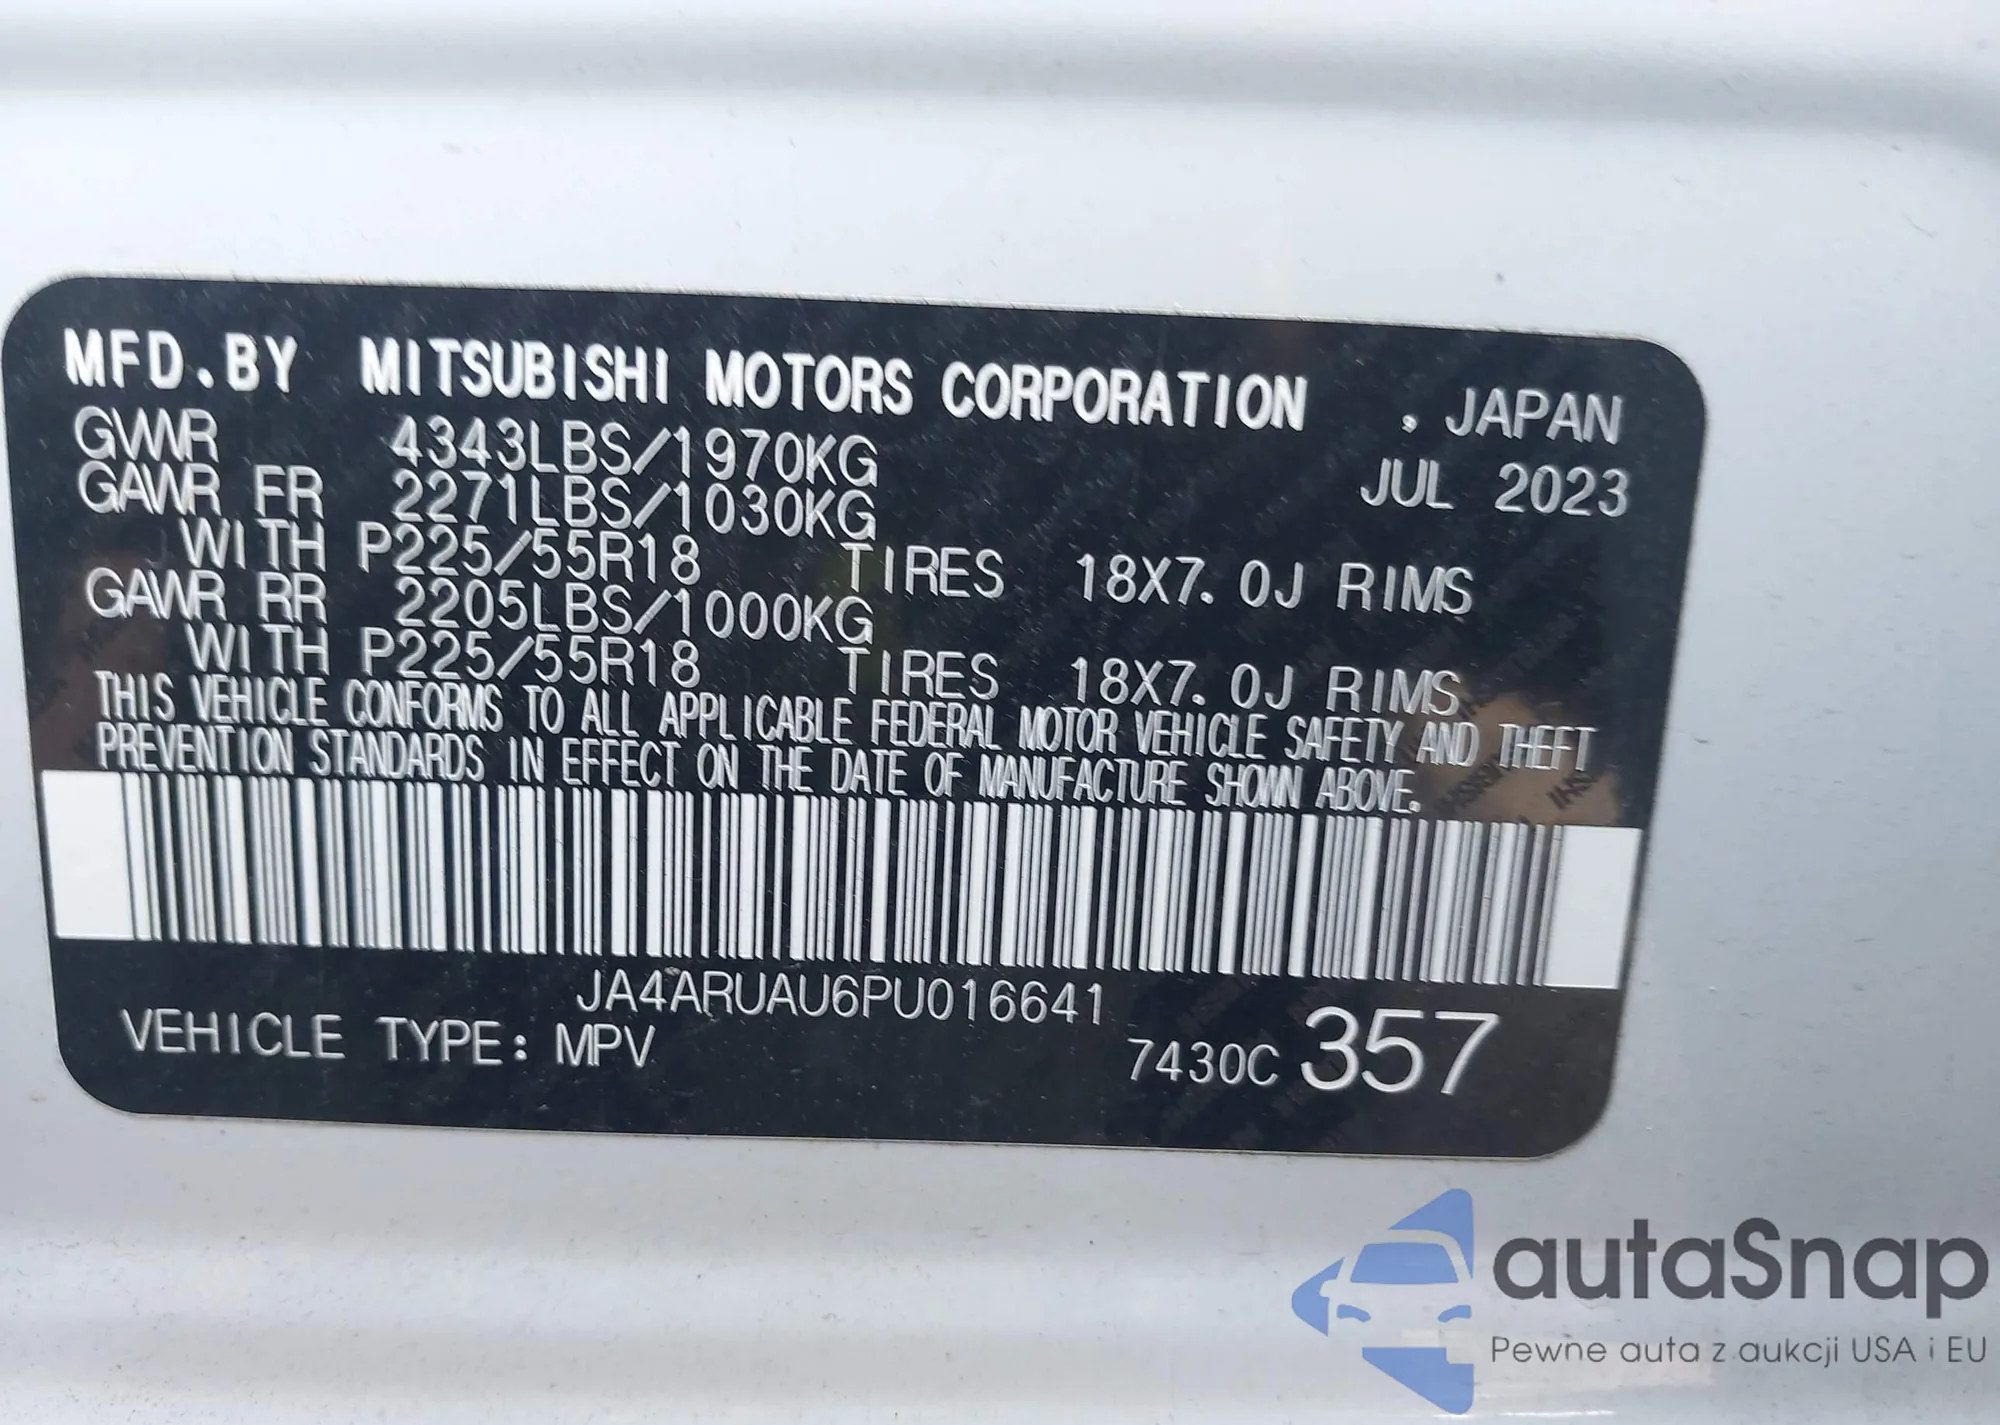 MFD.BY MITSUBISHI MOTORS CORPORATION , JAPAN
GVWR 4343LBS/1970KG JUL 2023
GAWR FR 2271LBS/1030KG
WITH P225/55R18 TIRES 18X7.0J RIMS
GAWR RR 2205LBS/1000KG
WITH P225/55R18 TIRES 18X7.0J RIMS
THIS VEHICLE CONFORMS TO ALL APPLICABLE FEDERAL MOTOR VEHICLE SAFETY AND THEFT
PREVENTION STANDARDS IN EFFECT ON THE DATE OF MANUFACTURE SHOWN ABOVE.
JA4ARUAU6PU016641
VEHICLE TYPE: MPV 7430C 357
autaSnap
Pewne auta z aukcji USA i EU